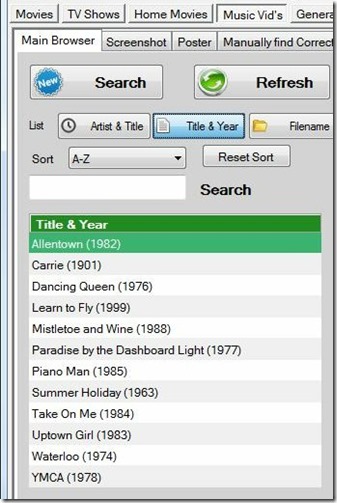 Movies TV Shows Home Movies Music Vid's Genera
Main Browser Screenshot Poster Manually find Correct
New Search Refresh
List Artist & Title Title & Year Filename
Sort A-Z Reset Sort
Search
Title & Year
Allentown (1982)
Carrie (1901)
Dancing Queen (1976)
Learn to Fly (1999)
Mistletoe and Wine (1988)
Paradise by the Dashboard Light (1977)
Piano Man (1985)
Summer Holiday (1963)
Take On Me (1984)
Uptown Girl (1983)
Waterloo (1974)
YMCA (1978)